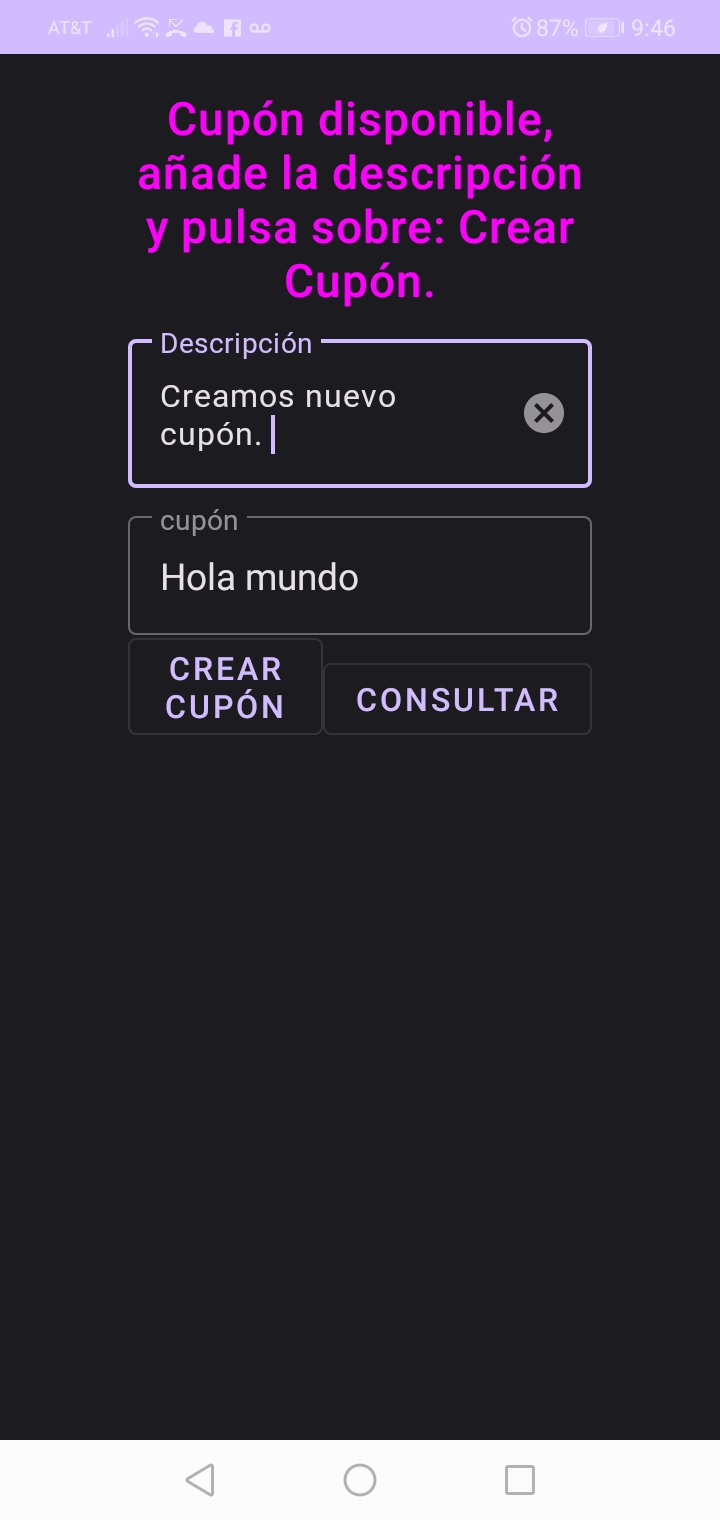 AT&T 87% 9:46
Cupón disponible,
añade la descripción
y pulsa sobre: Crear
Cupón.
Descripción
Creamos nuevo
cupón.
cupón
Hola mundo
CREAR
CUPÓN
CONSULTAR